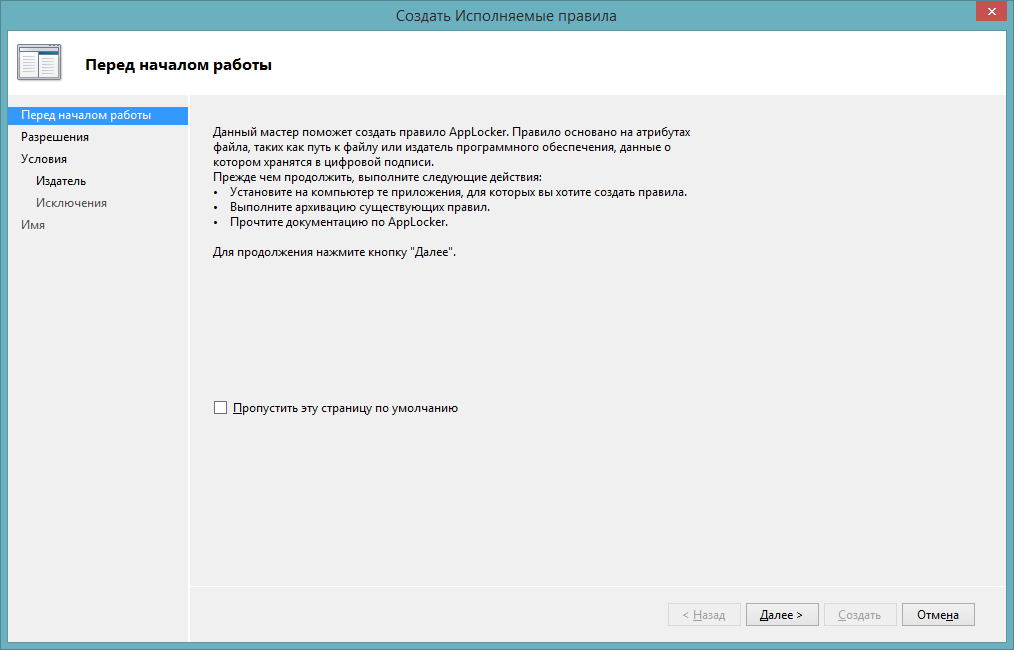 Создать Исполняемые правила
Перед началом работы
Перед началом работы
Разрешения
Условия
Издатель
Исключения
Имя
Данный мастер поможет создать правило AppLocker. Правило основано на атрибутах
файла, таких как путь к файлу или издатель программного обеспечения, данные о
котором хранятся в цифровой подписи.
Прежде чем продолжить, выполните следующие действия:
• Установите на компьютер те приложения, для которых вы хотите создать правила.
• Выполните архивацию существующих правил.
• Прочтите документацию по AppLocker.
Для продолжения нажмите кнопку "Далее".
Пропустить эту страницу по умолчанию
< Назад
Далее >
Создать
Отмена